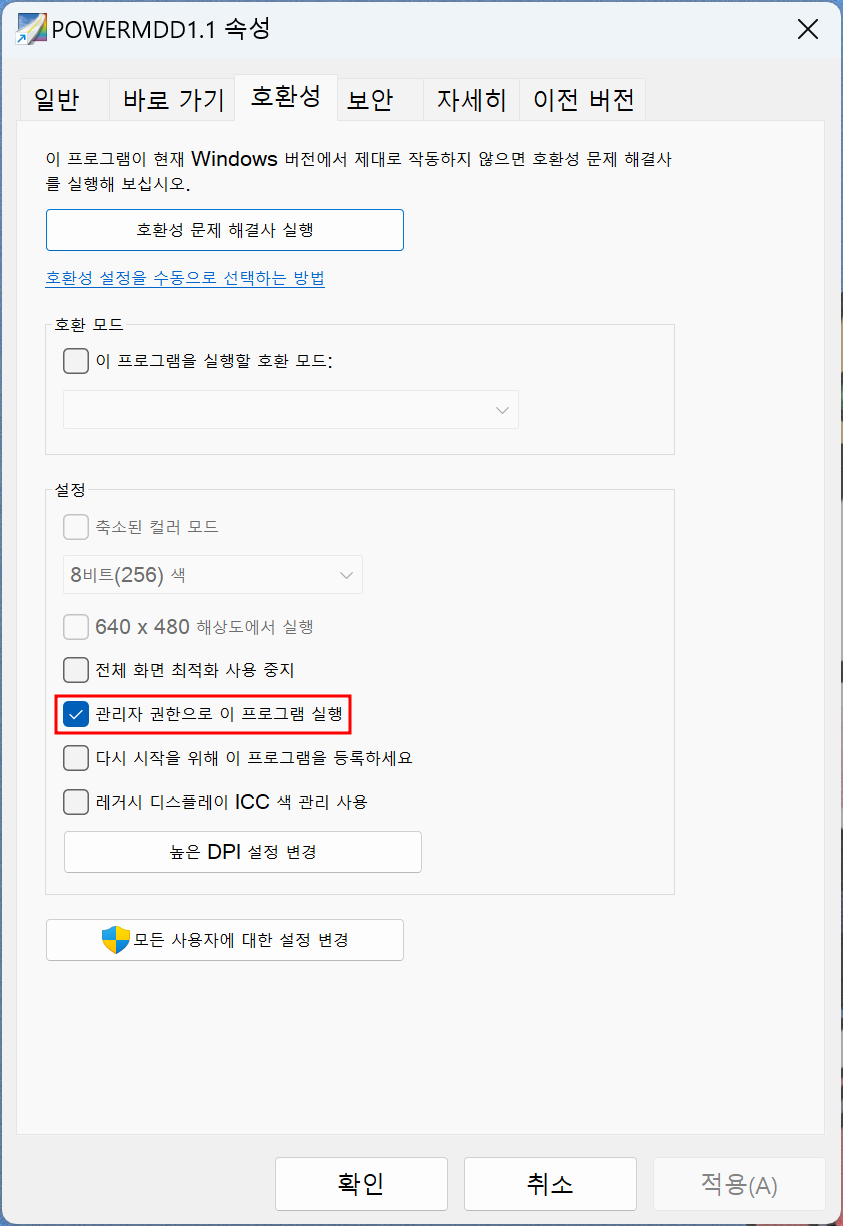 POWERMDD1.1 속성
일반 바로 가기 호환성 보안 자세히 이전 버전
이 프로그램이 현재 Windows 버전에서 제대로 작동하지 않으면 호환성 문제 해결사
를 실행해 보십시오.
호환성 문제 해결사 실행
호환성 설정을 수동으로 선택하는 방법
호환 모드
이 프로그램을 실행할 호환 모드:
설정
축소된 컬러 모드
8비트(256) 색
640 x 480 해상도에서 실행
전체 화면 최적화 사용 중지
관리자 권한으로 이 프로그램 실행
다시 시작을 위해 이 프로그램을 등록하세요
레거시 디스플레이 ICC 색 관리 사용
높은 DPI 설정 변경
모든 사용자에 대한 설정 변경
확인 취소 적용(A)